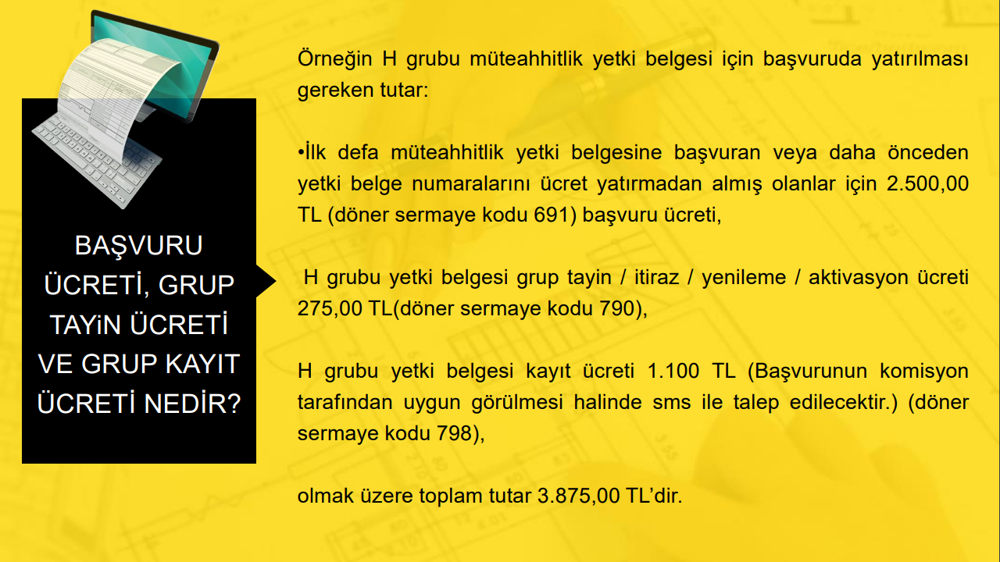 BAŞVURU
ÜCRETİ, GRUP
TAYiN ÜCRETİ
VE GRUP KAYIT
ÜCRETİ NEDİR?
Örneğin H grubu müteahhitlik yetki belgesi için başvuruda yatırılması
gereken tutar:
•İlk defa müteahhitlik yetki belgesine başvuran veya daha önceden
yetki belge numaralarını ücret yatırmadan almış olanlar için 2.500,00
TL (döner sermaye kodu 691) başvuru ücreti,
H grubu yetki belgesi grup tayin / itiraz / yenileme / aktivasyon ücreti
275,00 TL(döner sermaye kodu 790),
H grubu yetki belgesi kayıt ücreti 1.100 TL (Başvurunun komisyon
tarafından uygun görülmesi halinde sms ile talep edilecektir.) (döner
sermaye kodu 798),
olmak üzere toplam tutar 3.875,00 TL’dir.